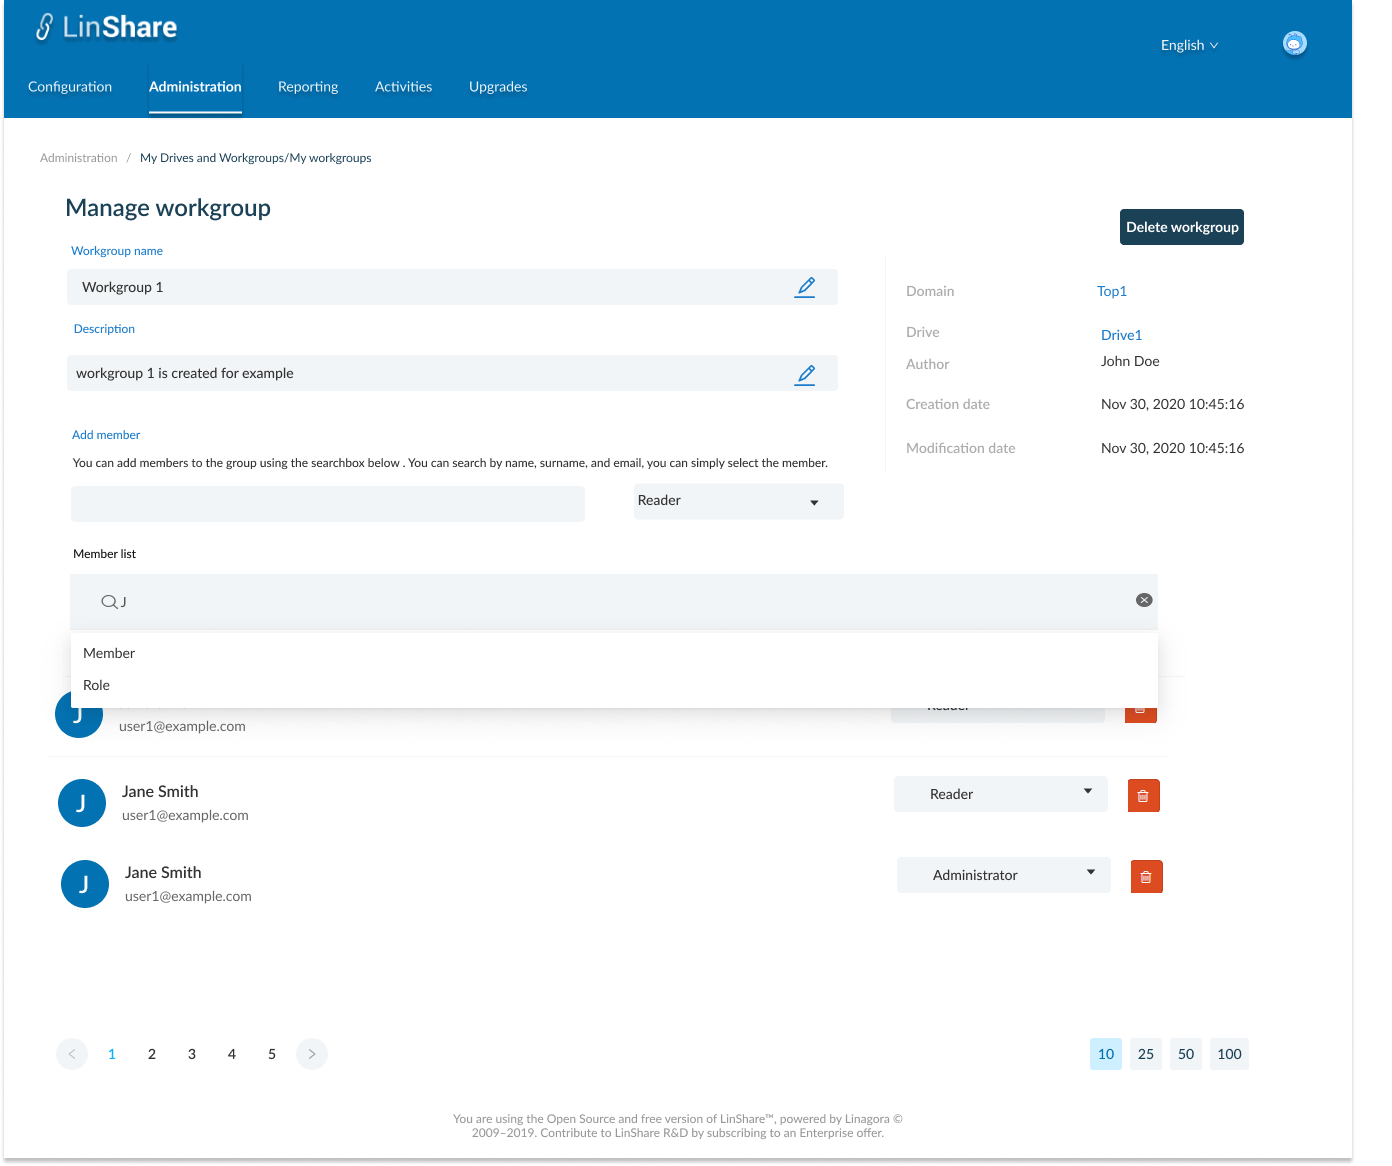 LinShare
English
Configuration Administration Reporting Activities Upgrades
Administration / My Drives and Workgroups/My workgroups
Manage workgroup
Delete workgroup
Workgroup name
Workgroup 1
Description
workgroup 1 is created for example
Domain Top1
Drive Drive1
Author John Doe
Creation date Nov 30, 2020 10:45:16
Modification date Nov 30, 2020 10:45:16
Add member
You can add members to the group using the searchbox below . You can search by name, surname, and email, you can simply select the member.
Reader
Member list
J
Member
Role
J
user1@example.com
Reader
J
Jane Smith
user1@example.com
Reader
J
Jane Smith
user1@example.com
Administrator
< 1 2 3 4 5 >
10 25 50 100
You are using the Open Source and free version of LinShare™, powered by Linagora ©
2009–2019. Contribute to LinShare R&D by subscribing to an Enterprise offer.